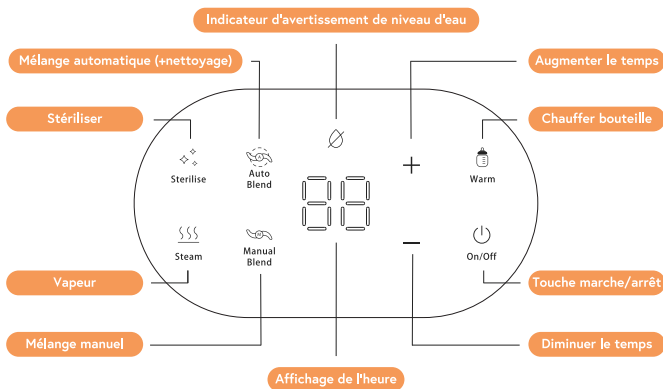 Indicateur d'avertissement de niveau d'eau
Mélange automatique (+nettoyage)
Augmenter le temps
Stériliser
Chauffer bouteille
Sterilise
Auto
Blend
88
+
Warm
Steam
Manual
Blend
−
On/Off
Vapeur
Touche marche/arrêt
Mélange manuel
Diminuer le temps
Affichage de l'heure